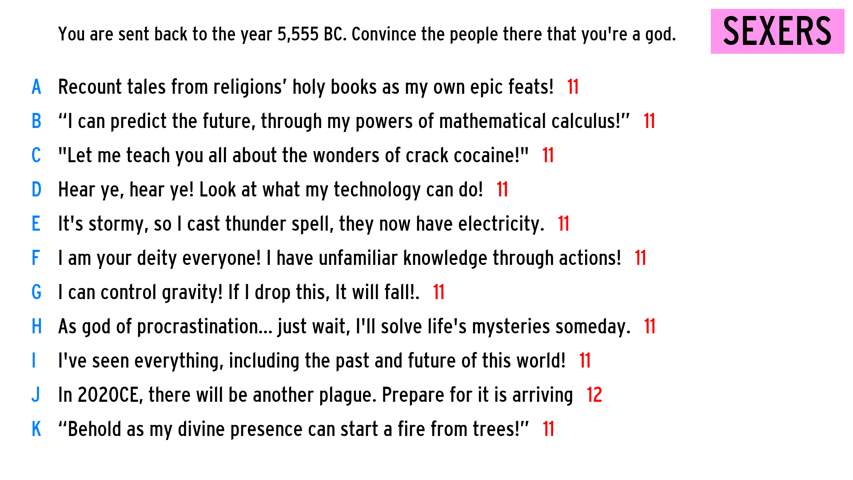 You are sent back to the year 5,555 BC. Convince the people there that you're a god.
SEXERS
A Recount tales from religions’ holy books as my own epic feats! 11
B “I can predict the future, through my powers of mathematical calculus!” 11
C "Let me teach you all about the wonders of crack cocaine!" 11
D Hear ye, hear ye! Look at what my technology can do! 11
E It's stormy, so I cast thunder spell, they now have electricity. 11
F I am your deity everyone! I have unfamiliar knowledge through actions! 11
G I can control gravity! If I drop this, It will fall!. 11
H As god of procrastination... just wait, I'll solve life's mysteries someday. 11
I I've seen everything, including the past and future of this world! 11
J In 2020CE, there will be another plague. Prepare for it is arriving 12
K “Behold as my divine presence can start a fire from trees!” 11